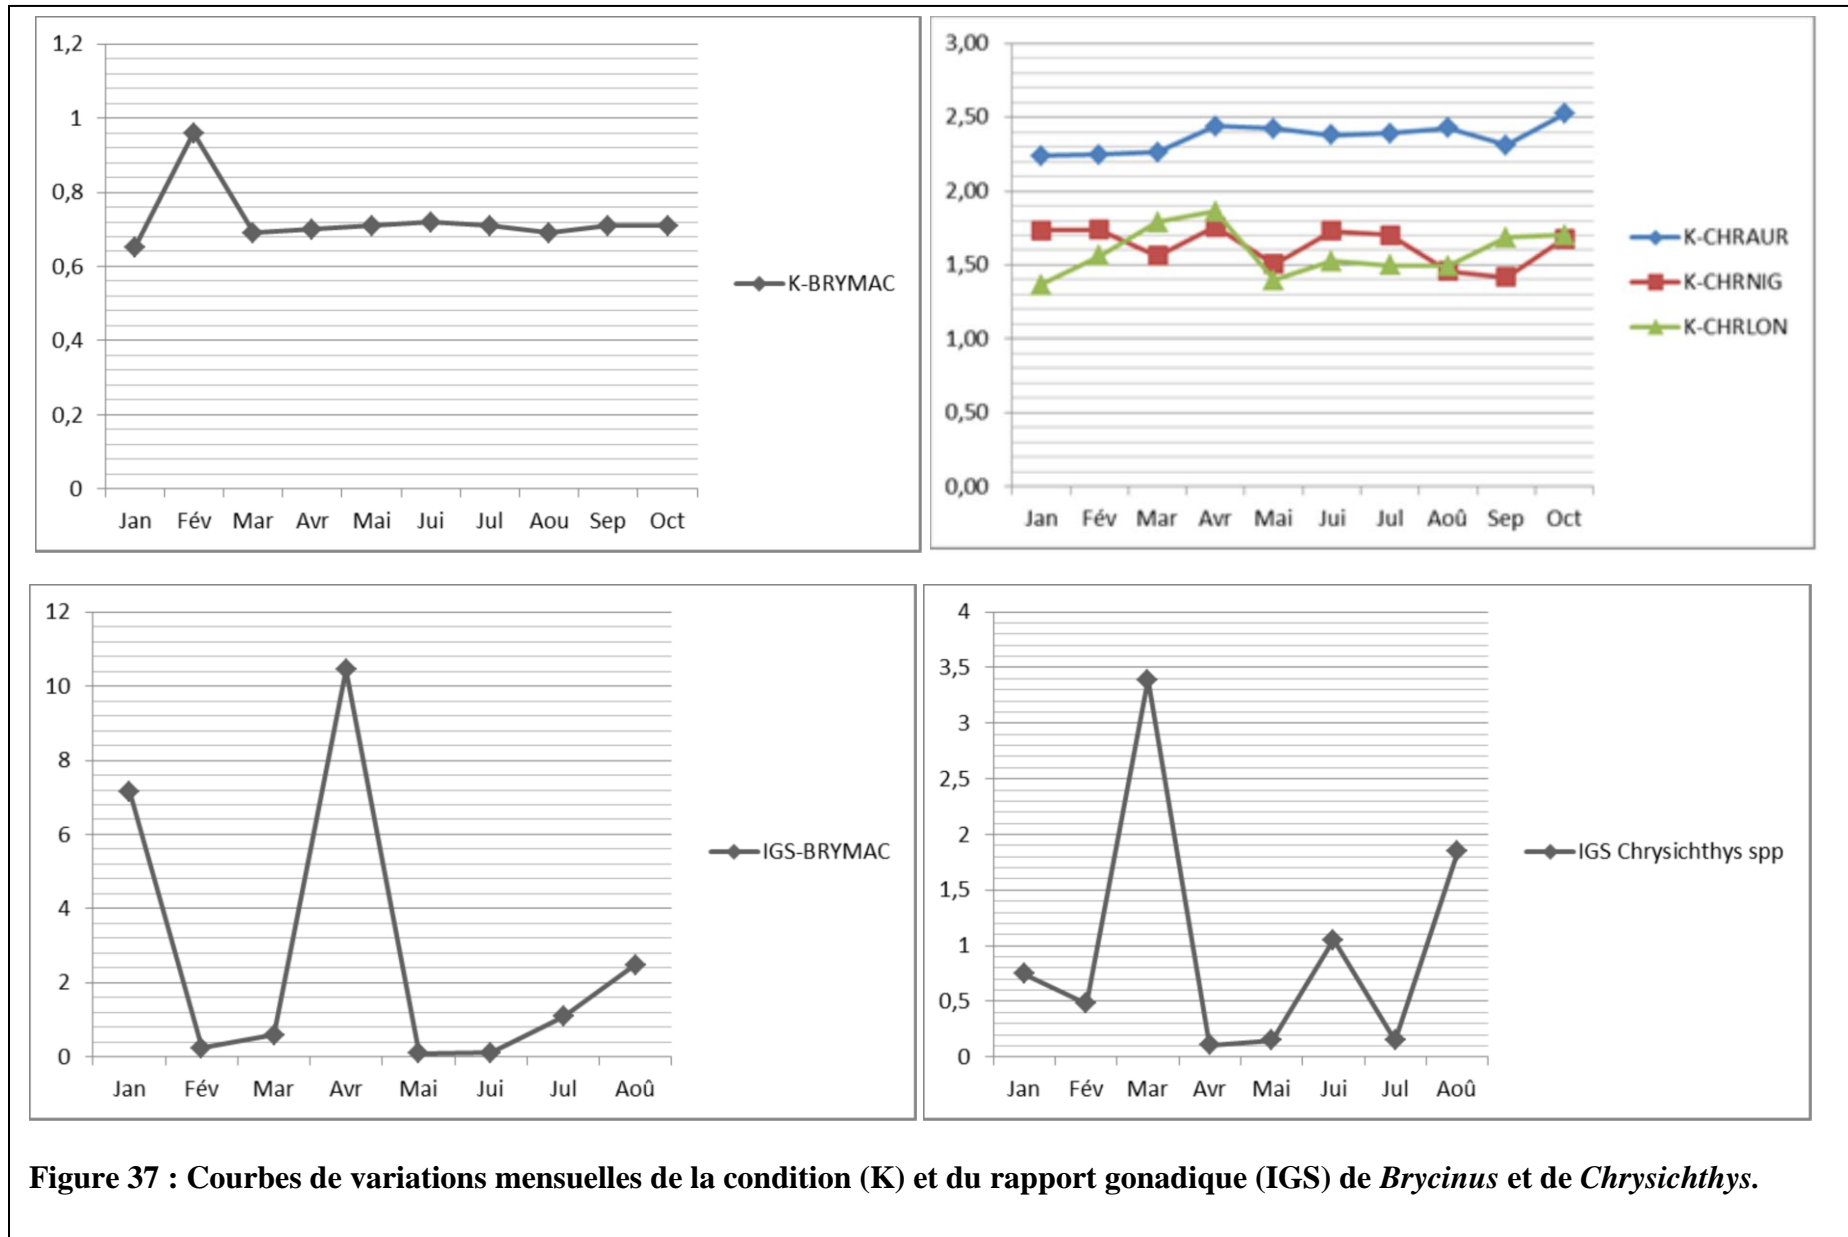 1,2
1
0,8
0,6
0,4
0,2
0
Jan Fév Mar Avr Mai Jui Jul Aou Sep Oct
K-BRYMAC
3,00
2,50
2,00
1,50
1,00
0,50
0,00
Jan Fév Mar Avr Mai Jui Jul Aoû Sep Oct
K-CHRAUR
K-CHRNIG
K-CHRLON
12
10
8
6
4
2
0
Jan Fév Mar Avr Mai Jui Jul Aoû
IGS-BRYMAC
4
3,5
3
2,5
2
1,5
1
0,5
0
Jan Fév Mar Avr Mai Jui Jul Aoû
IGS Chrysichthys spp
Figure 37 : Courbes de variations mensuelles de la condition (K) et du rapport gonadique (IGS) de Brycinus et de Chrysichthys.